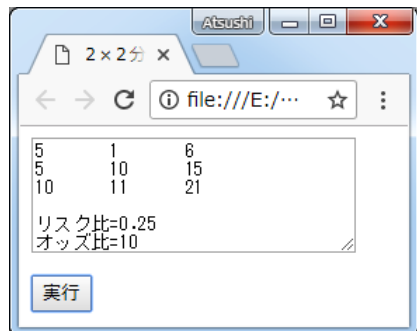 Atsushi
2×2分
file:///E:/…
5 1 6
5 10 15
10 11 21
リスク比=0.25
オッズ比=10
実行